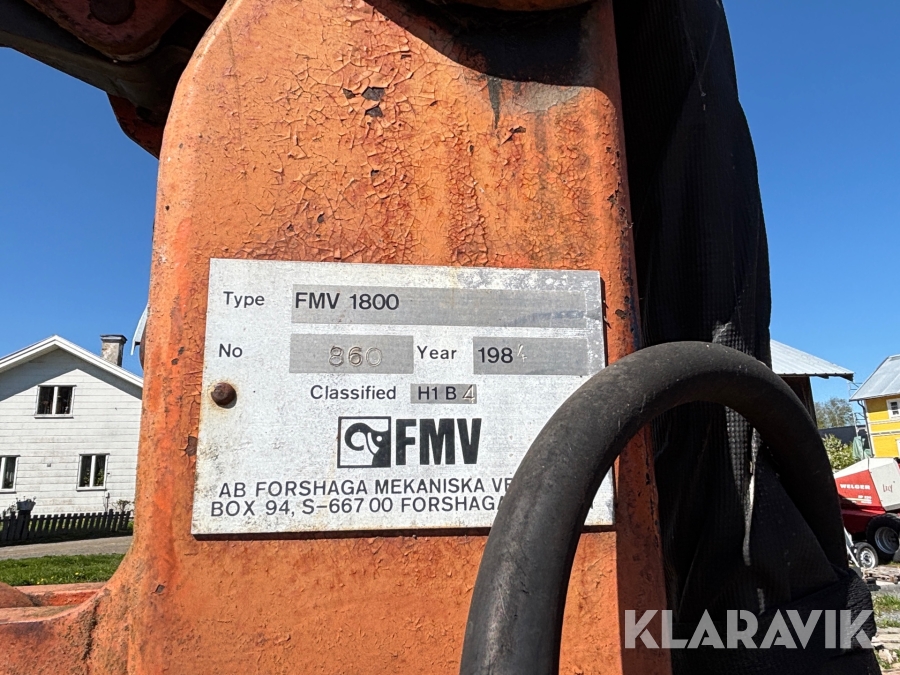 Type FMV 1800
No 860 Year 1984
Classified H1 B 4
FMV
AB FORSHAGA MEKANISKA
BOX 94, S-667 00 FORSHAGA
WELGER
KLARAVIK